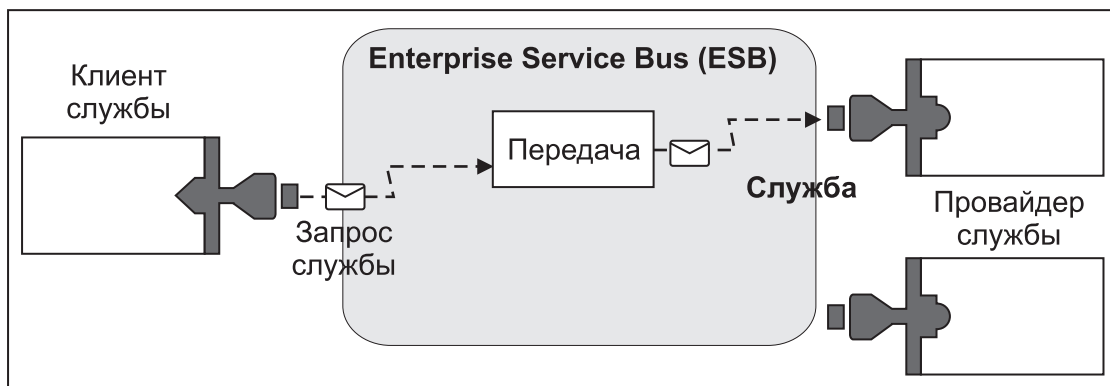 Enterprise Service Bus (ESB)
Клиент
службы
Передача
Служба
Запрос
службы
Провайдер
службы